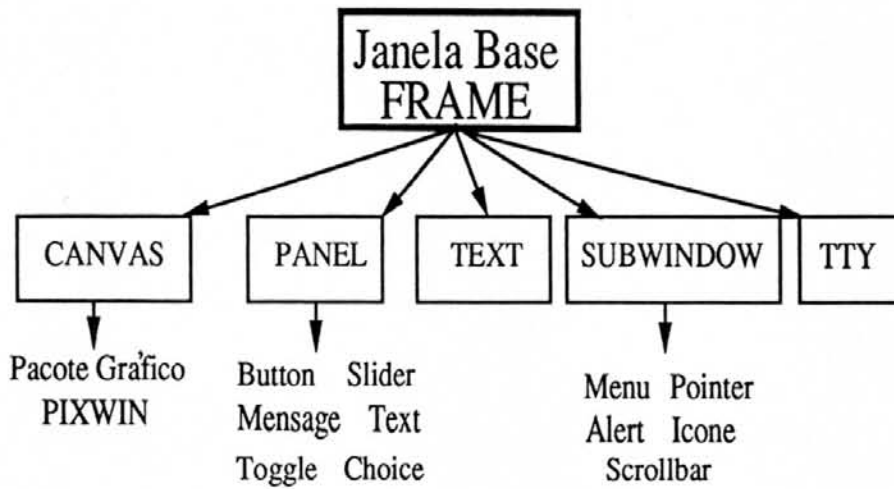 Janela Base
FRAME
CANVAS
PANEL
TEXT
SUBWINDOW
TTY
Pacote Gráfico
PIXWIN
Button Slider
Mensage Text
Toggle Choice
Menu Pointer
Alert Icone
Scrollbar